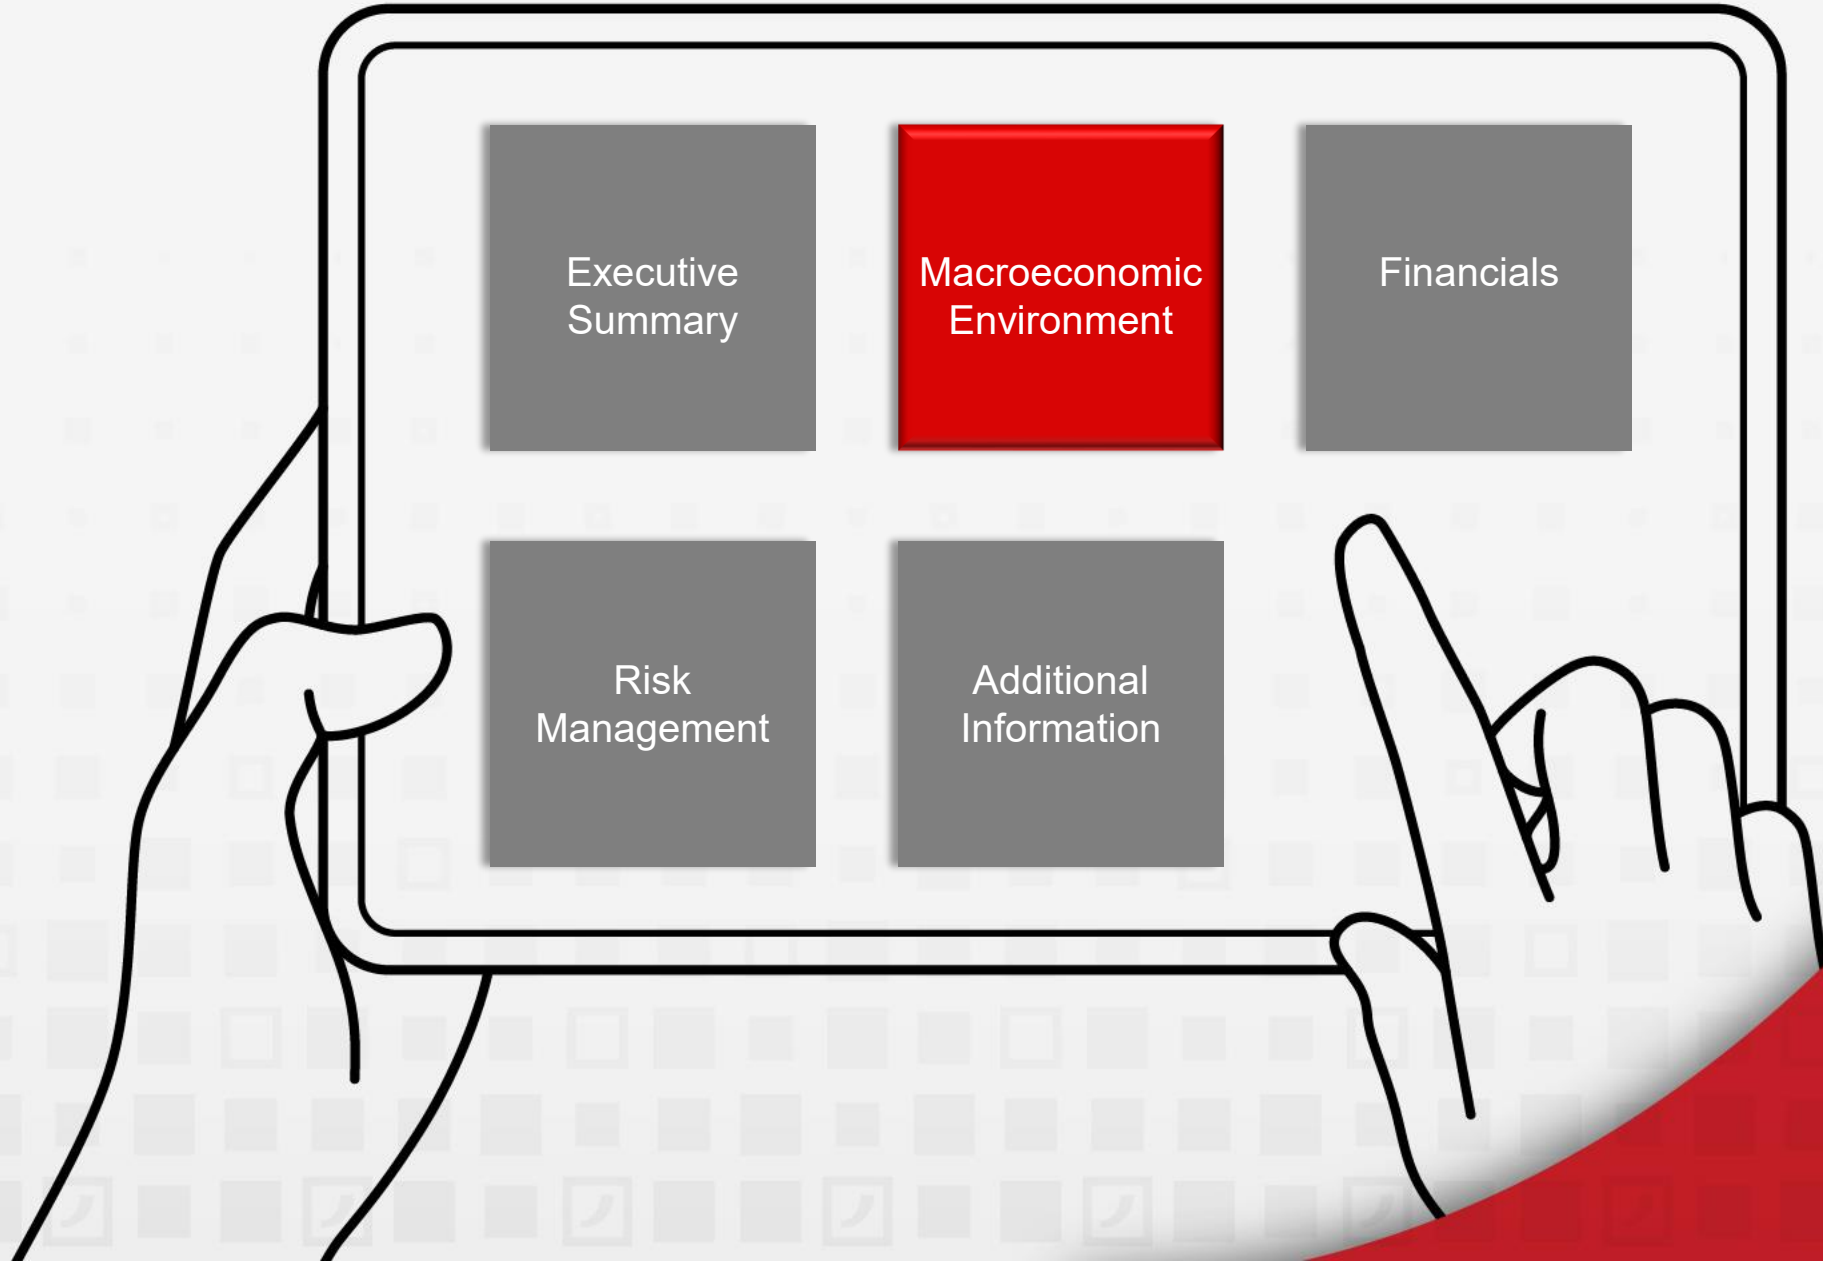 Executive
Summary
Macroeconomic
Environment
Financials
Risk
Management
Additional
Information